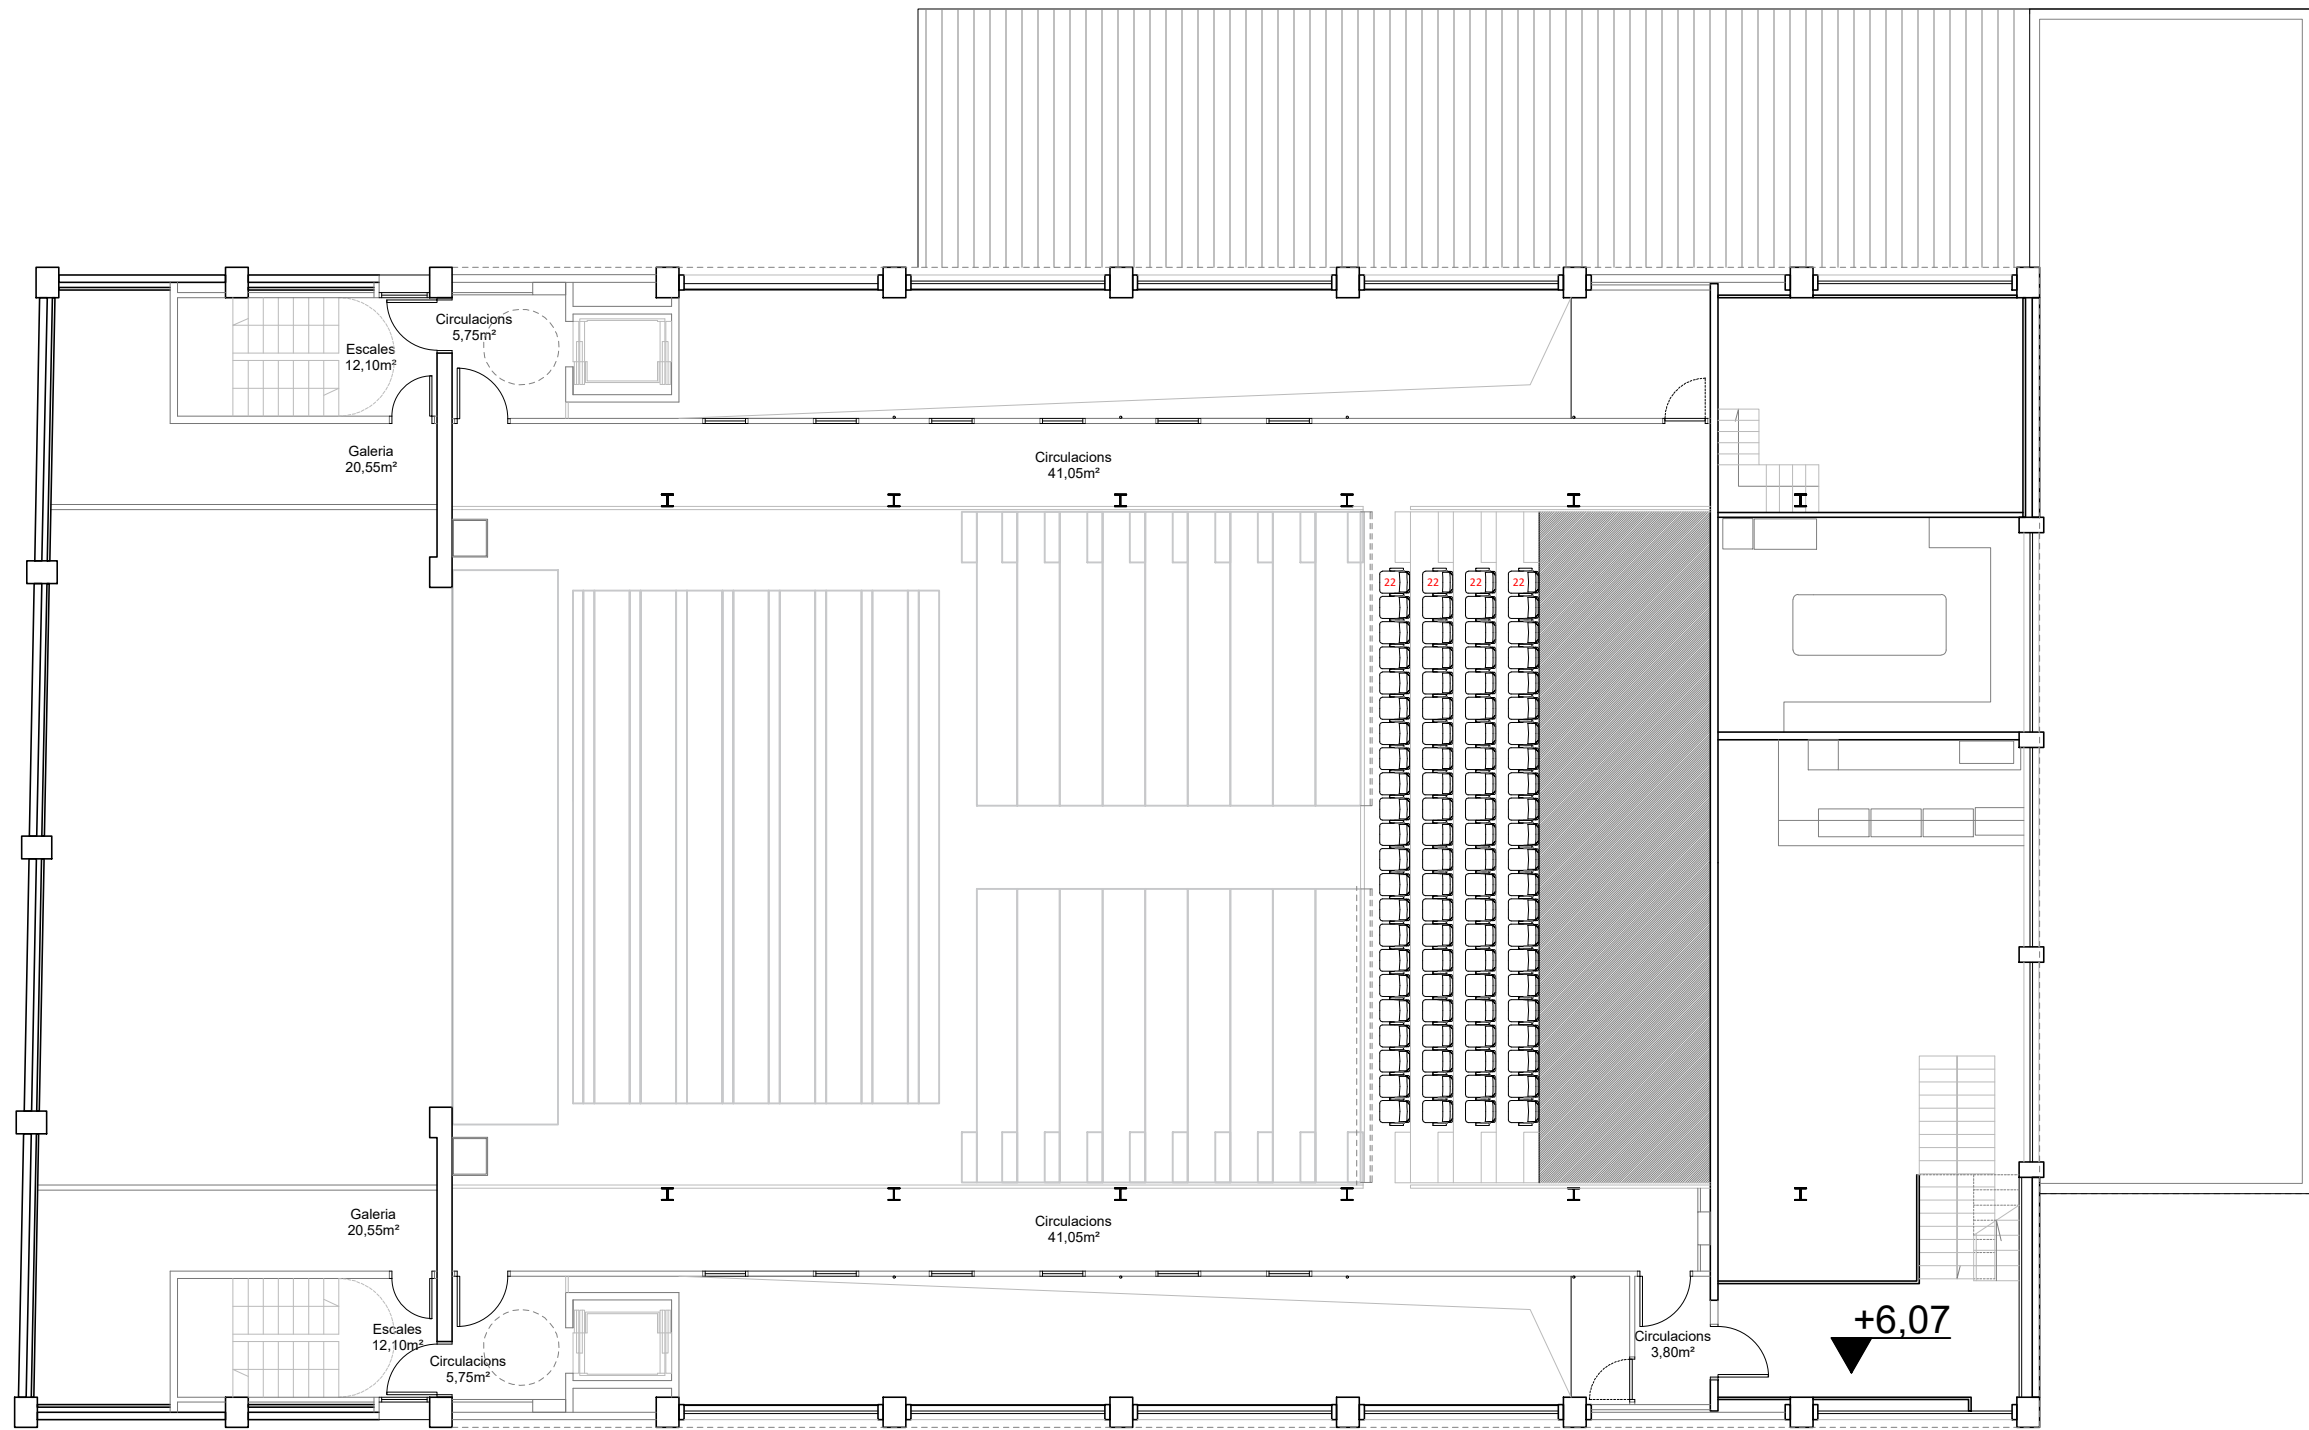 Circulacions
5,75m²
Escales
12,10m²
Galeria
20,55m²
Circulacions
41,05m²
22
22
22
22
Galeria
20,55m²
Circulacions
41,05m²
Escales
12,10m²
Circulacions
5,75m²
Circulacions
3,80m²
+6,07